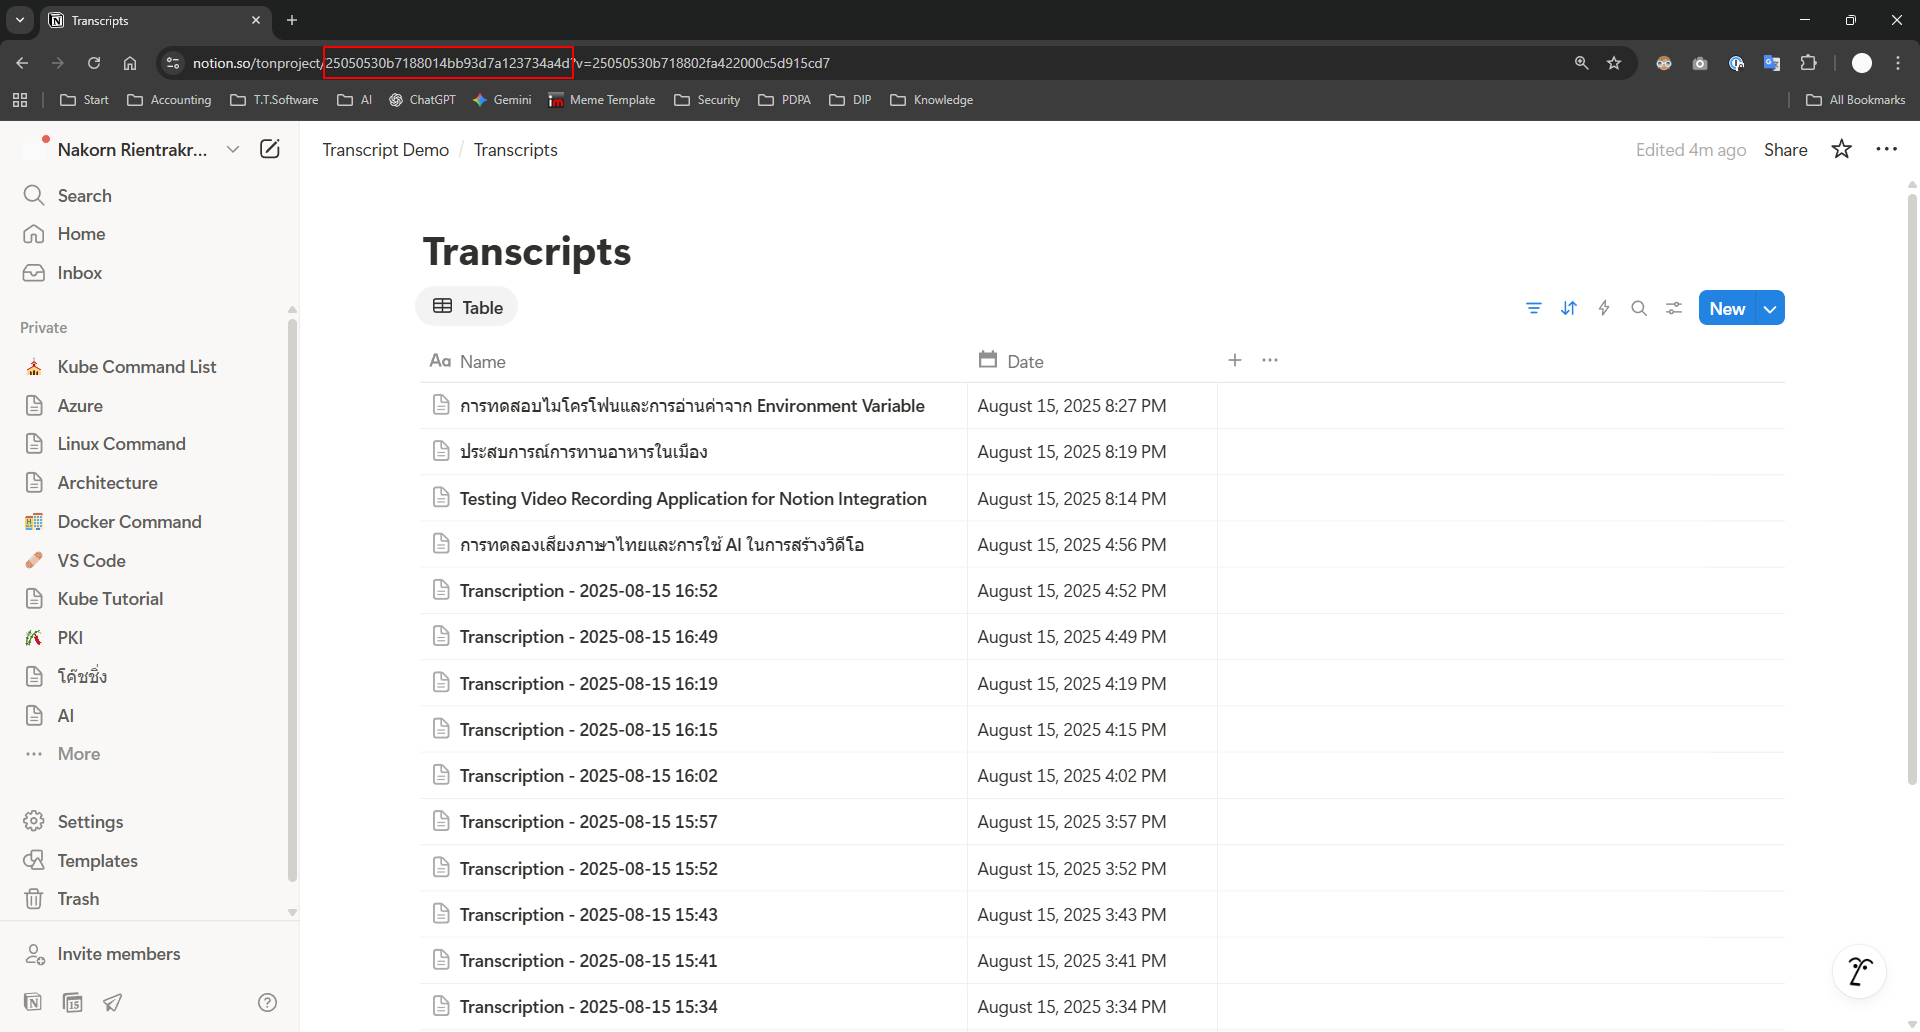 Transcripts
notion.so/tonproject/25050530b7188014bb93d7a123734a4d?v=25050530b718802fa422000c5d915cd7
Start Accounting T.T.Software AI ChatGPT Gemini Meme Template Security PDPA DIP Knowledge All Bookmarks
Nakorn Rientrakr...
Search
Home
Inbox
Private
Kube Command List
Azure
Linux Command
Architecture
Docker Command
VS Code
Kube Tutorial
PKI
โค๊ชชิ่ง
AI
More
Settings
Templates
Trash
Invite members
15
Transcript Demo / Transcripts
Edited 4m ago Share
Transcripts
Table
New
Aa Name Date
การทดสอบไมโครโฟนและการอ่านค่าจาก Environment Variable August 15, 2025 8:27 PM
ประสบการณ์การทานอาหารในเมือง August 15, 2025 8:19 PM
Testing Video Recording Application for Notion Integration August 15, 2025 8:14 PM
การทดลองเสียงภาษาไทยและการใช้ AI ในการสร้างวิดีโอ August 15, 2025 4:56 PM
Transcription - 2025-08-15 16:52 August 15, 2025 4:52 PM
Transcription - 2025-08-15 16:49 August 15, 2025 4:49 PM
Transcription - 2025-08-15 16:19 August 15, 2025 4:19 PM
Transcription - 2025-08-15 16:15 August 15, 2025 4:15 PM
Transcription - 2025-08-15 16:02 August 15, 2025 4:02 PM
Transcription - 2025-08-15 15:57 August 15, 2025 3:57 PM
Transcription - 2025-08-15 15:52 August 15, 2025 3:52 PM
Transcription - 2025-08-15 15:43 August 15, 2025 3:43 PM
Transcription - 2025-08-15 15:41 August 15, 2025 3:41 PM
Transcription - 2025-08-15 15:34 August 15, 2025 3:34 PM